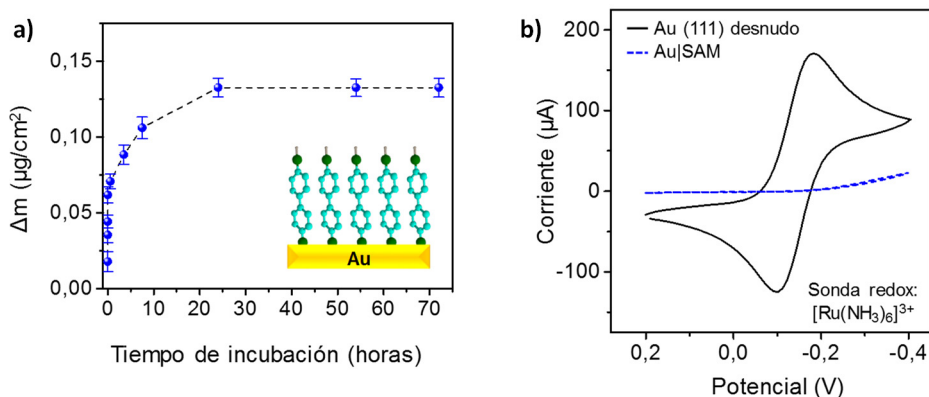 a)
0,15
0,10
0,05
0,00
Δm (μg/cm²)
Au
0 10 20 30 40 50 60 70
Tiempo de incubación (horas)
b)
Au (111) desnudo
Au|SAM
200
100
0
-100
Corriente (μA)
Sonda redox:
[Ru(NH₃)₆]³⁺
0,2 0,0 -0,2 -0,4
Potencial (V)